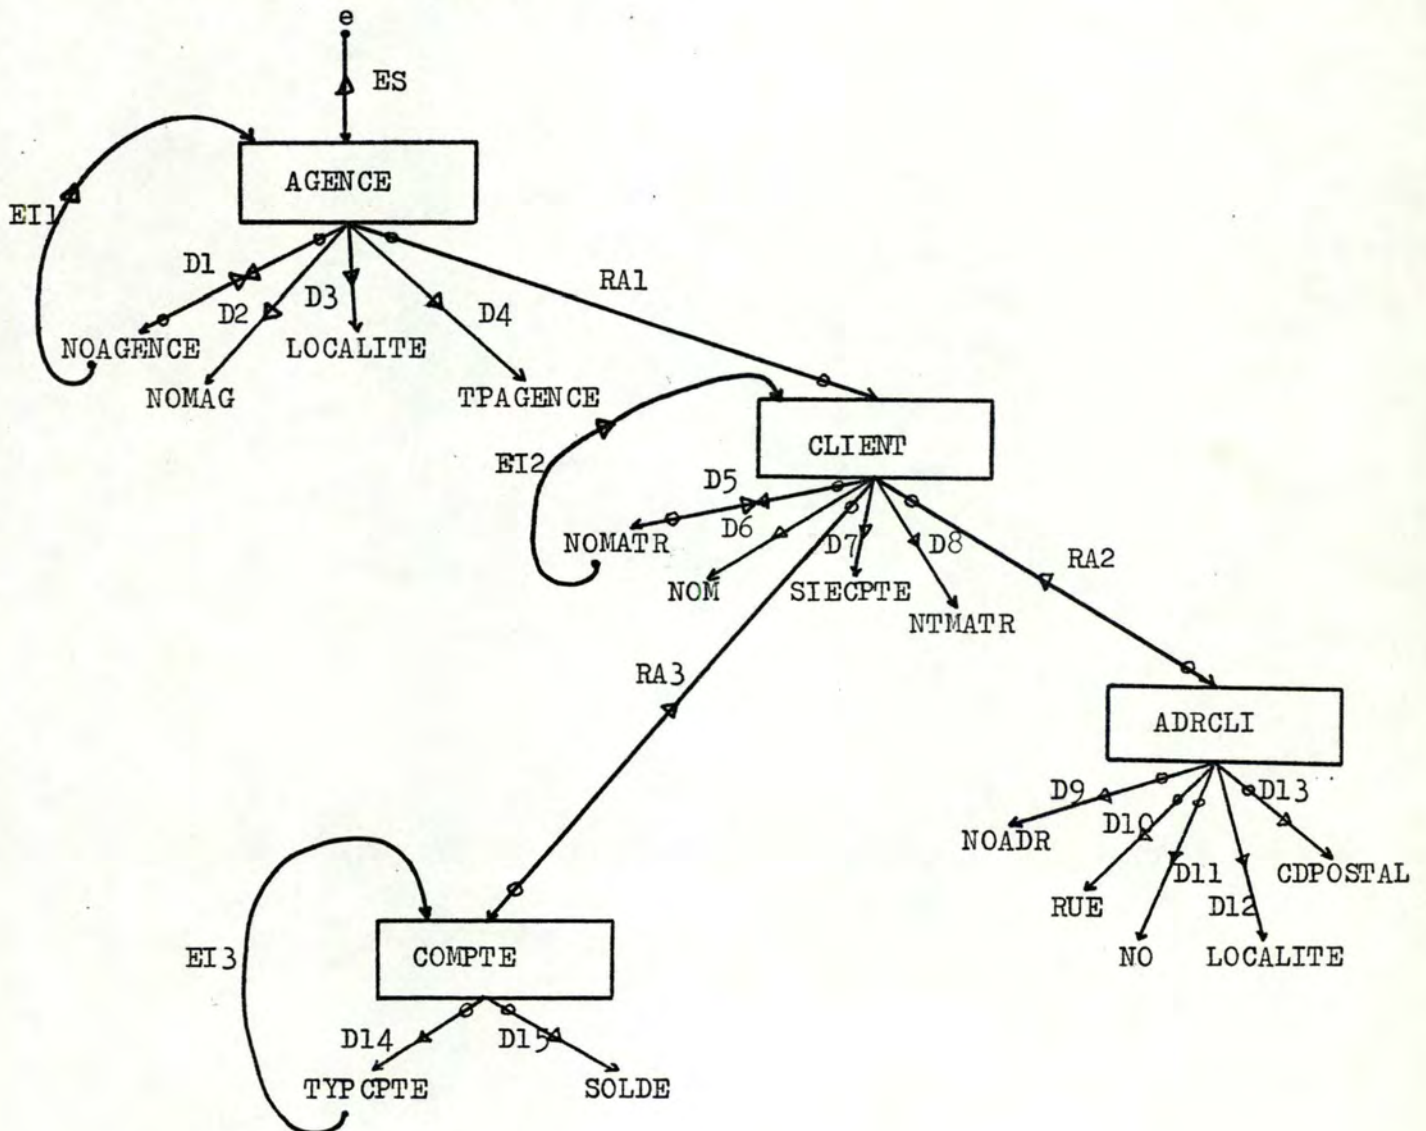 e
ES
AGENCE
EI1
D1
D2
D3
D4
RA1
NOAGENCE
LOCALITE
NOMAG
TPAGENCE
CLIENT
EI2
D5
D6
D7
D8
NOMATR
NOM
SIECPTE
NTMATR
RA2
RA3
ADRCLI
D9
D10
D11
D12
D13
NOADR
RUE
NO
LOCALITE
CDPOSTAL
EI3
COMPTE
D14
D15
TYPCPTE
SOLDE